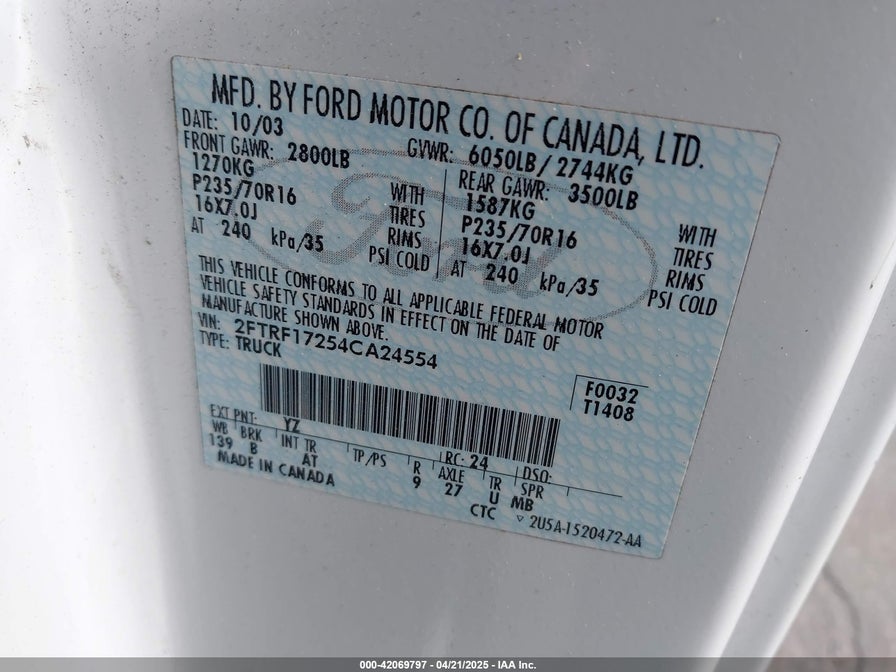 MFD. BY FORD MOTOR CO. OF CANADA, LTD.
DATE: 10/03 GVWR: 6050LB/ 2744KG
FRONT GAWR: 2800LB REAR GAWR: 3500LB
1270KG WITH 1587KG WITH
P235/70R16 TIRES P235/70R16 TIRES
16X7.0J RIMS 16X7.0J RIMS
AT 240 kPa/35 PSI COLD AT 240 kPa/35 PSI COLD
THIS VEHICLE CONFORMS TO ALL APPLICABLE FEDERAL MOTOR
VEHICLE SAFETY STANDARDS IN EFFECT ON THE DATE OF
MANUFACTURE SHOWN ABOVE.
VIN: 2FTRF17254CA24554
TYPE: TRUCK
F0032
T1408
EXT PNT: YZ RC: 24 DSO:
WB BRK INT TR TP/PS R AXLE TR SPR
139 B AT 9 27 U MB
MADE IN CANADA CTC ▽ 2U5A-1520472-AA
Ford
000-42069797 - 04/21/2025 - IAA Inc.